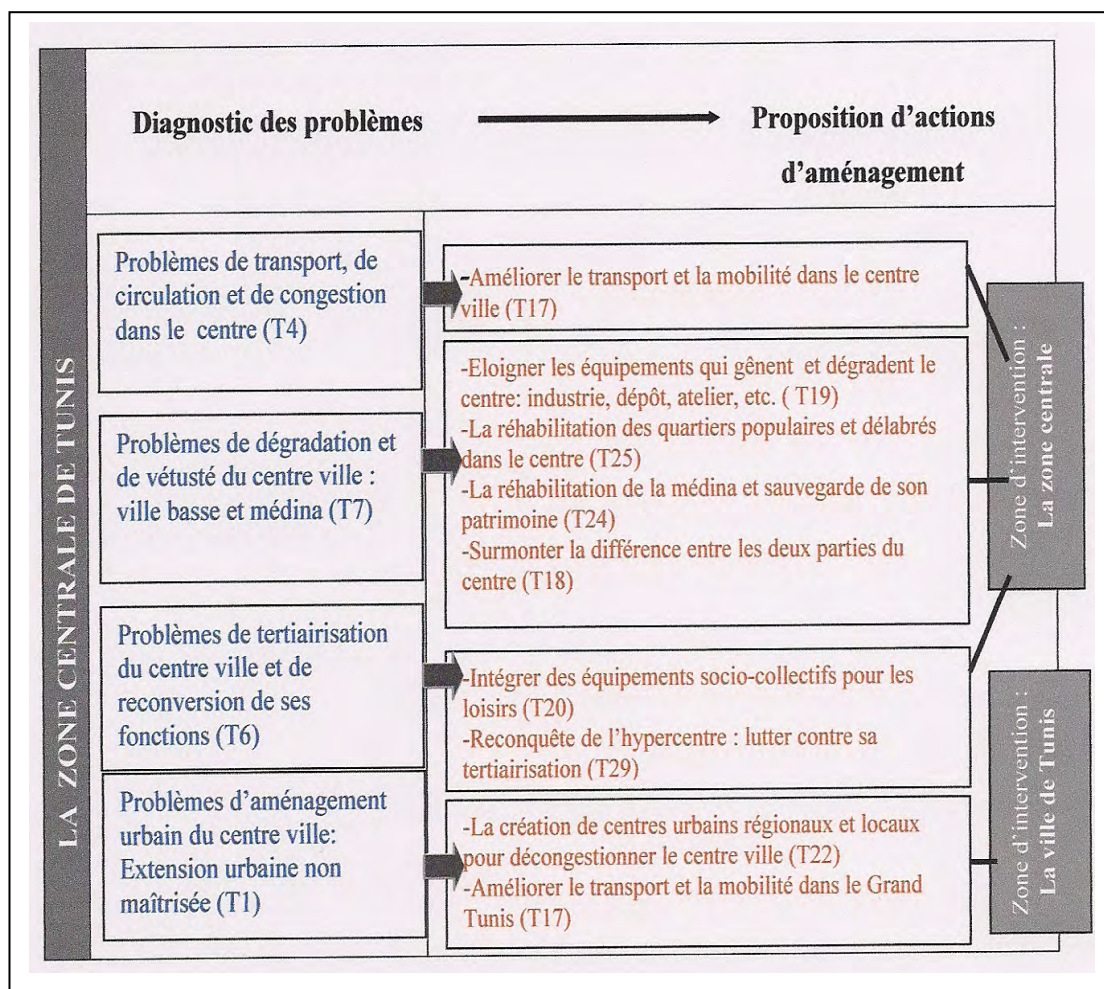 LA ZONE CENTRALE DE TUNIS
Diagnostic des problèmes
Proposition d'actions
d'aménagement
Problèmes de transport, de
circulation et de congestion
dans le centre (T4)
-Améliorer le transport et la mobilité dans le centre
ville (T17)
Problèmes de dégradation et
de vétusté du centre ville :
ville basse et médina (T7)
-Eloigner les équipements qui gênent et dégradent le
centre: industrie, dépôt, atelier, etc. ( T19)
-La réhabilitation des quartiers populaires et délabrés
dans le centre (T25)
-La réhabilitation de la médina et sauvegarde de son
patrimoine (T24)
-Surmonter la différence entre les deux parties du
centre (T18)
Problèmes de tertiairisation
du centre ville et de
reconversion de ses
fonctions (T6)
-Intégrer des équipements socio-collectifs pour les
loisirs (T20)
-Reconquête de l'hypercentre : lutter contre sa
tertiairisation (T29)
Problèmes d'aménagement
urbain du centre ville:
Extension urbaine non
maîtrisée (T1)
-La création de centres urbains régionaux et locaux
pour décongestionner le centre ville (T22)
-Améliorer le transport et la mobilité dans le Grand
Tunis (T17)
Zone d'intervention :
La zone centrale
Zone d'intervention :
La ville de Tunis